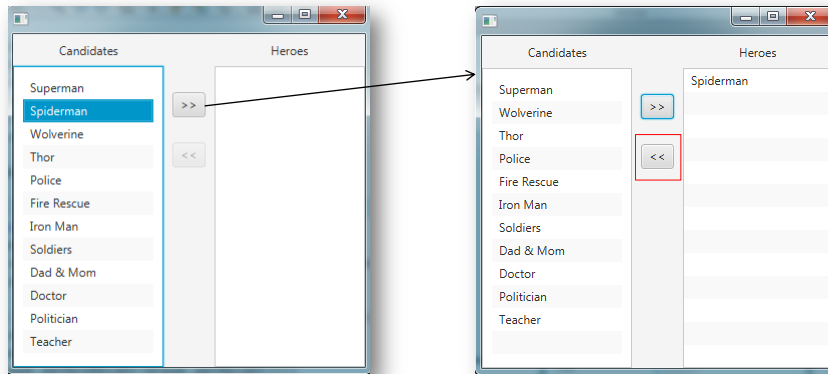 Candidates
Heroes
Superman
Spiderman
Wolverine
Thor
Police
Fire Rescue
Iron Man
Soldiers
Dad & Mom
Doctor
Politician
Teacher
>>
<<
Candidates
Heroes
Superman
Wolverine
Thor
Police
Fire Rescue
Iron Man
Soldiers
Dad & Mom
Doctor
Politician
Teacher
>>
<<
Spiderman